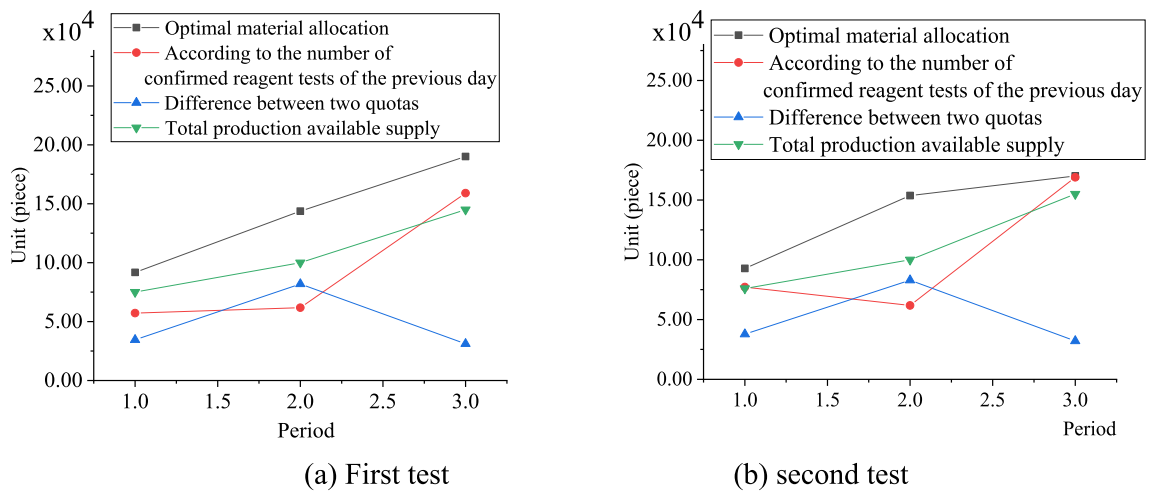 x10⁴
Optimal material allocation
According to the number of
confirmed reagent tests of the previous day
Difference between two quotas
Total production available supply
25.00
20.00
15.00
10.00
5.00
0.00
Unit (piece)
1.0 1.5 2.0 2.5 3.0
Period
(a) First test
x10⁴
Optimal material allocation
According to the number of
confirmed reagent tests of the previous day
Difference between two quotas
Total production available supply
25.00
20.00
15.00
10.00
5.00
0.00
Unit (piece)
1.0 1.5 2.0 2.5 3.0
Period
(b) second test